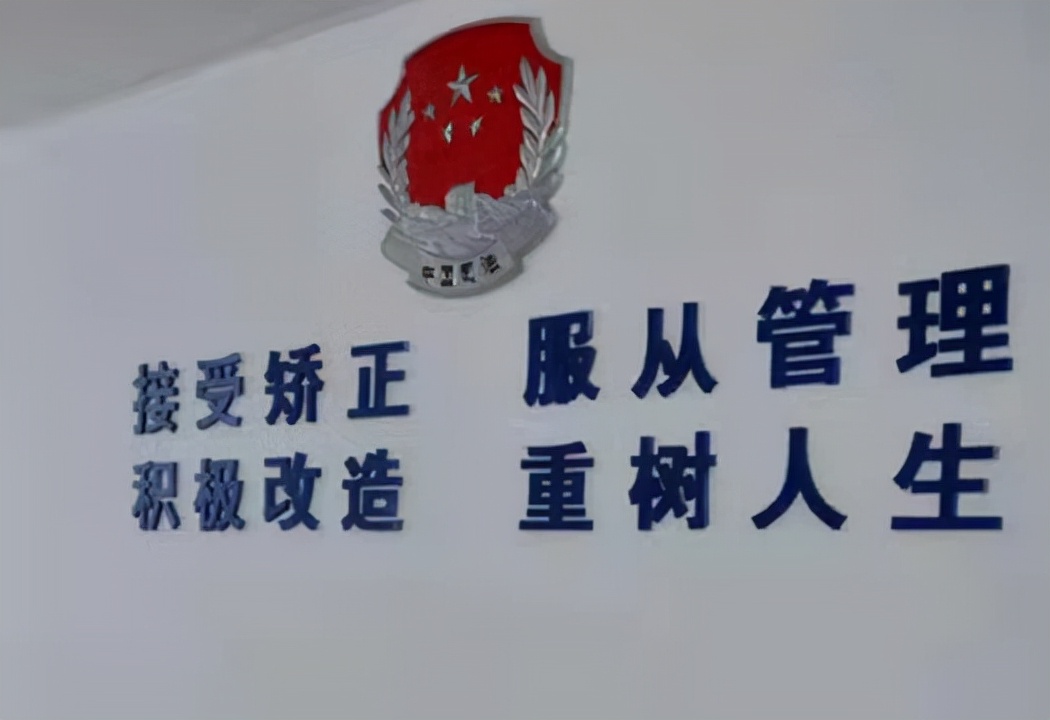 接受矫正 服从管理
积极改造 重树人生